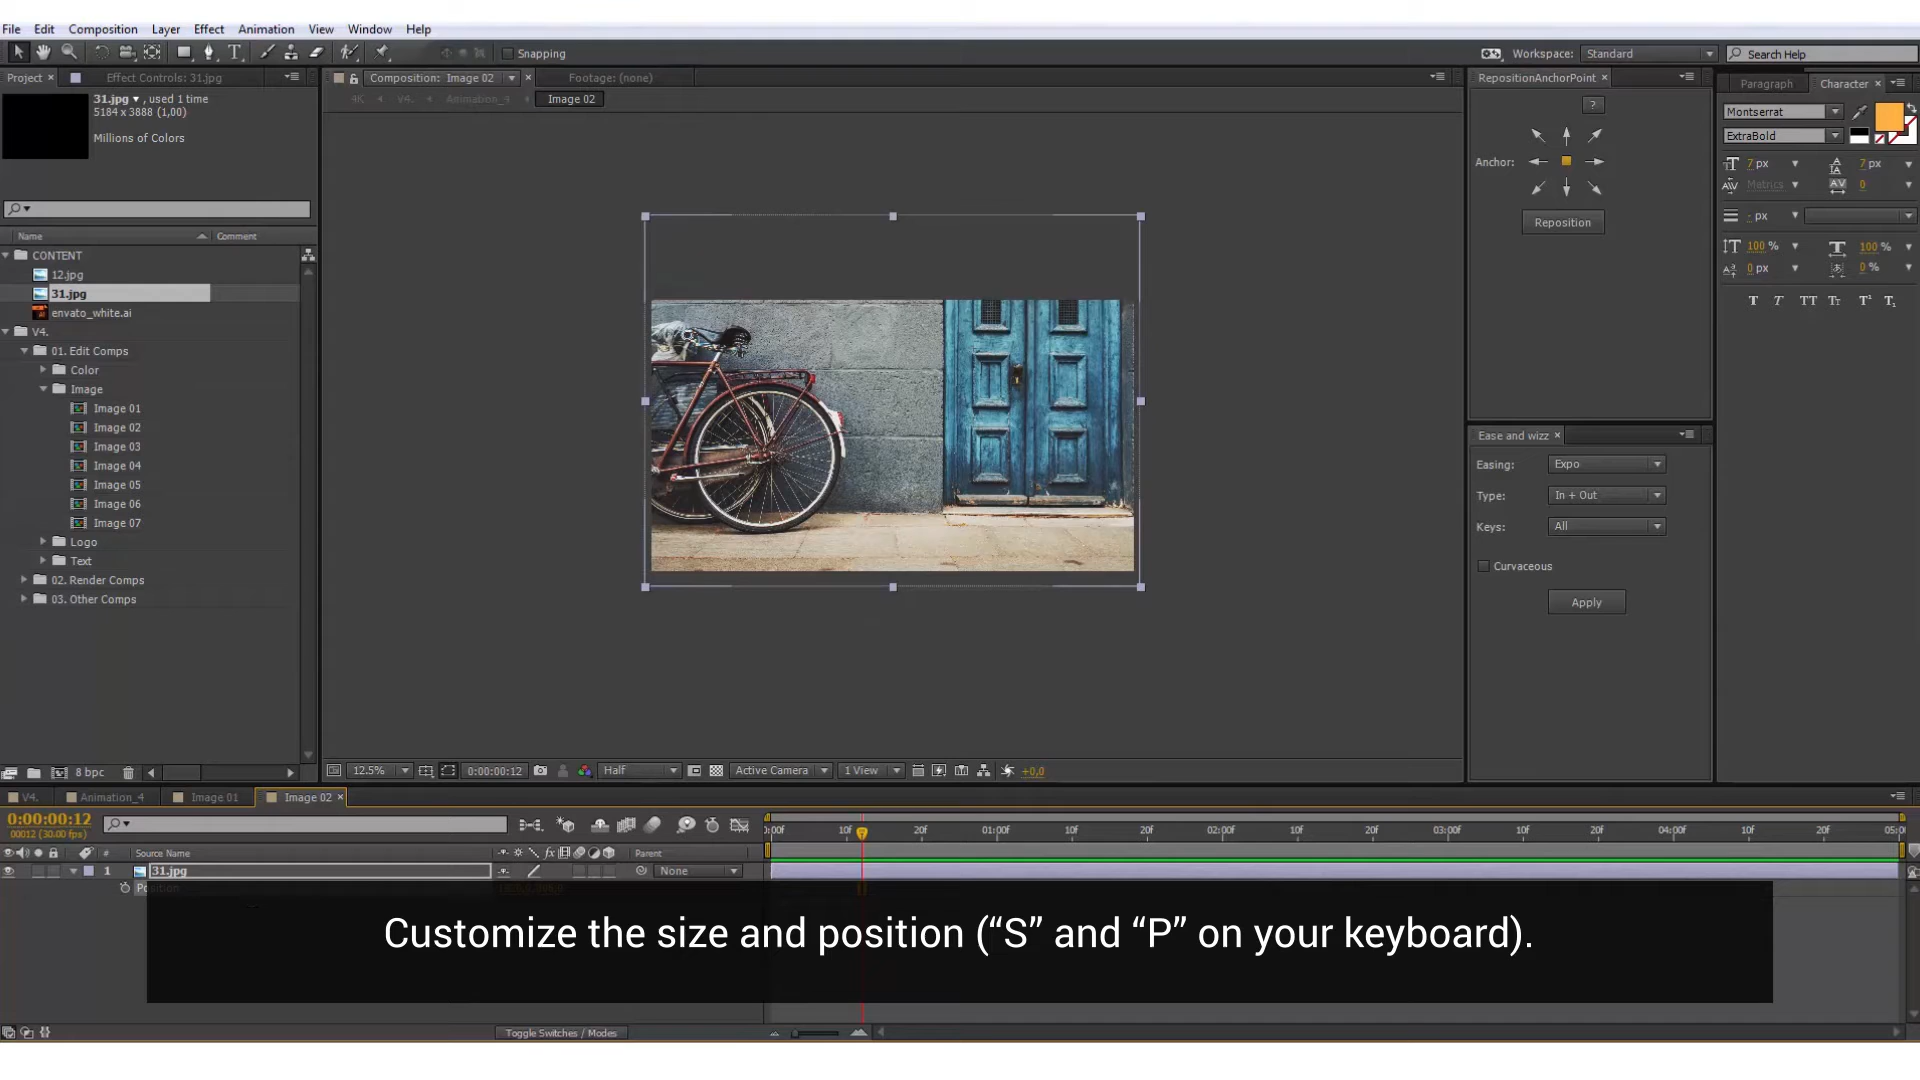 File Edit Composition Layer Effect Animation View Window Help
Snapping
Workspace: Standard
Search Help
Project
Effect Controls: 31.jpg
Composition: Image 02
Footage: (none)
RepositionAnchorPoint
Paragraph
Character
31.jpg , used 1 time
5184 x 3888 (1,00)
Millions of Colors
4K V4. Animation_4 Image 02
?
Anchor:
Reposition
Montserrat
ExtraBold
7 px 7 px
Metrics 0
- px
100 % 100 %
0 px 0 %
Name Comment
CONTENT
12.jpg
31.jpg
envato_white.ai
V4.
01. Edit Comps
Color
Image
Image 01
Image 02
Image 03
Image 04
Image 05
Image 06
Image 07
Logo
Text
02. Render Comps
03. Other Comps
Ease and wizz
Easing: Expo
Type: In + Out
Keys: All
Curvaceous
Apply
8 bpc
12.5% 0:00:00:12 Half Active Camera 1 View +0,0
V4. Animation_4 Image 01 Image 02
0:00:00:12
00012 (30.00 fps)
0:00f 10f 20f 01:00f 10f 20f 02:00f 10f 20f 03:00f 10f 20f 04:00f 10f 20f 05:0
# Source Name Parent
1 31.jpg None
Position
Customize the size and position (“S” and “P” on your keyboard).
Toggle Switches / Modes